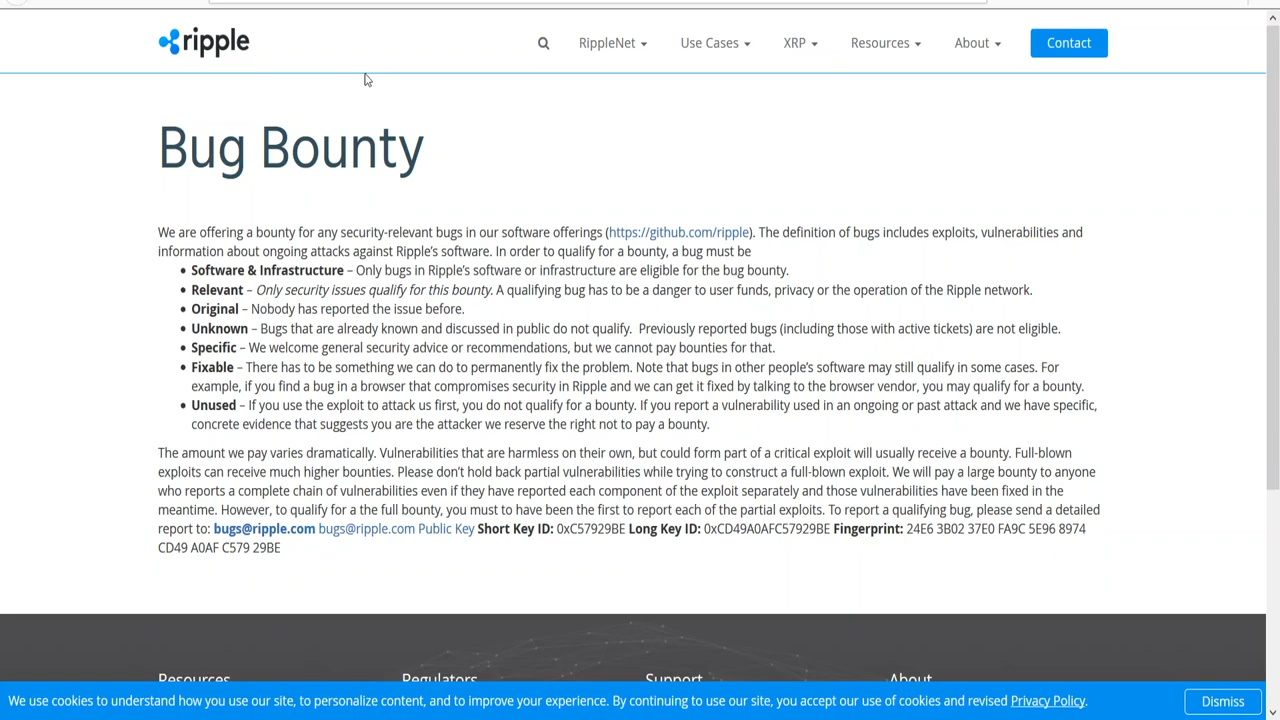 ripple
RippleNet Use Cases XRP Resources About Contact
Bug Bounty
We are offering a bounty for any security-relevant bugs in our software offerings (https://github.com/ripple). The definition of bugs includes exploits, vulnerabilities and
information about ongoing attacks against Ripple's software. In order to qualify for a bounty, a bug must be
• Software & Infrastructure – Only bugs in Ripple's software or infrastructure are eligible for the bug bounty.
• Relevant – Only security issues qualify for this bounty. A qualifying bug has to be a danger to user funds, privacy or the operation of the Ripple network.
• Original – Nobody has reported the issue before.
• Unknown – Bugs that are already known and discussed in public do not qualify. Previously reported bugs (including those with active tickets) are not eligible.
• Specific – We welcome general security advice or recommendations, but we cannot pay bounties for that.
• Fixable – There has to be something we can do to permanently fix the problem. Note that bugs in other people's software may still qualify in some cases. For
example, if you find a bug in a browser that compromises security in Ripple and we can get it fixed by talking to the browser vendor, you may qualify for a bounty.
• Unused – If you use the exploit to attack us first, you do not qualify for a bounty. If you report a vulnerability used in an ongoing or past attack and we have specific,
concrete evidence that suggests you are the attacker we reserve the right not to pay a bounty.
The amount we pay varies dramatically. Vulnerabilities that are harmless on their own, but could form part of a critical exploit will usually receive a bounty. Full-blown
exploits can receive much higher bounties. Please don't hold back partial vulnerabilities while trying to construct a full-blown exploit. We will pay a large bounty to anyone
who reports a complete chain of vulnerabilities even if they have reported each component of the exploit separately and those vulnerabilities have been fixed in the
meantime. However, to qualify for a the full bounty, you must to have been the first to report each of the partial exploits. To report a qualifying bug, please send a detailed
report to: bugs@ripple.com bugs@ripple.com Public Key Short Key ID: 0xC57929BE Long Key ID: 0xCD49A0AFC57929BE Fingerprint: 24E6 3B02 37E0 FA9C 5E96 8974
CD49 A0AF C579 29BE
Resources Regulators Support About
We use cookies to understand how you use our site, to personalize content, and to improve your experience. By continuing to use our site, you accept our use of cookies and revised Privacy Policy. Dismiss